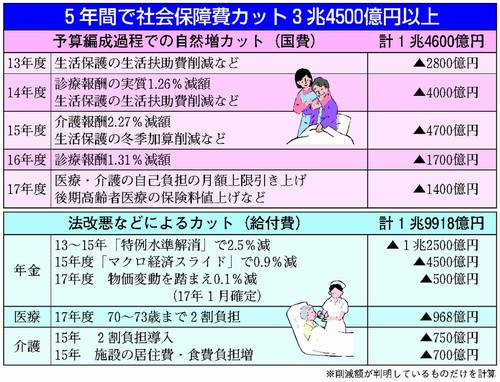 5年間で社会保障費カット3兆4500億円以上
予算編成過程での自然増カット（国費） 計1兆4600億円
13年度 生活保護の生活扶助費削減など ▲2800億円
14年度 診療報酬の実質1.26％減額
生活保護の生活扶助費削減など ▲4000億円
15年度 介護報酬2.27％減額
生活保護の冬季加算削減など ▲4700億円
16年度 診療報酬1.31％減額 ▲1700億円
17年度 医療・介護の自己負担の月額上限引き上げ
後期高齢者医療の保険料値上げなど ▲1400億円
法改悪などによるカット（給付費） 計1兆9918億円
年金 13〜15年「特例水準解消」で2.5％減 ▲1兆2500億円
15年度「マクロ経済スライド」で0.9％減 ▲4500億円
17年度 物価変動を踏まえ0.1％減 ▲500億円
（17年1月確定）
医療 17年度 70〜73歳まで2割負担 ▲968億円
介護 15年 2割負担導入 ▲750億円
15年 施設の居住費・食費負担増 ▲700億円
※削減額が判明しているものだけを計算